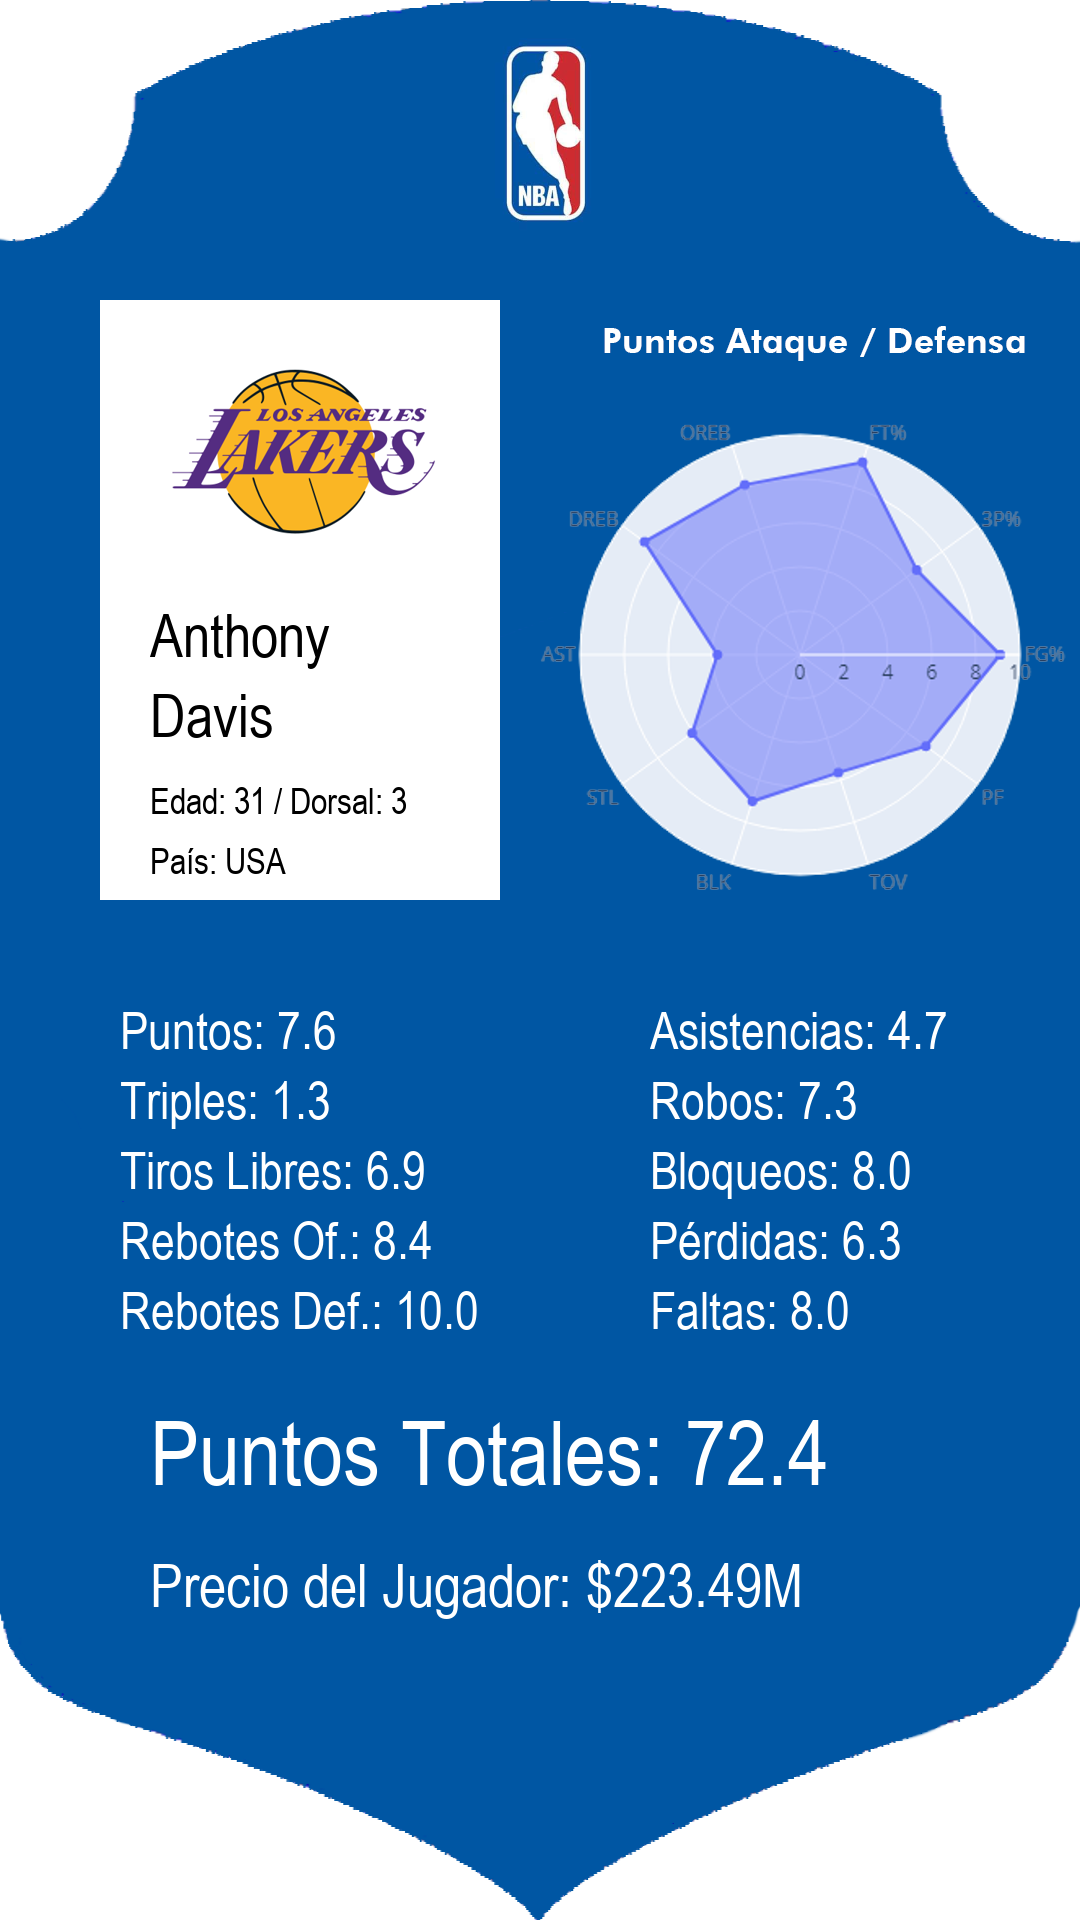 NBA
LOS ANGELES
LAKERS
Anthony
Davis
Edad: 31 / Dorsal: 3
País: USA
Puntos Ataque / Defensa
OREB
FT%
DREB
3P%
AST
FG%
0 2 4 6 8 10
STL
PF
BLK
TOV
Puntos: 7.6
Triples: 1.3
Tiros Libres: 6.9
Rebotes Of.: 8.4
Rebotes Def.: 10.0
Asistencias: 4.7
Robos: 7.3
Bloqueos: 8.0
Pérdidas: 6.3
Faltas: 8.0
Puntos Totales: 72.4
Precio del Jugador: $223.49M